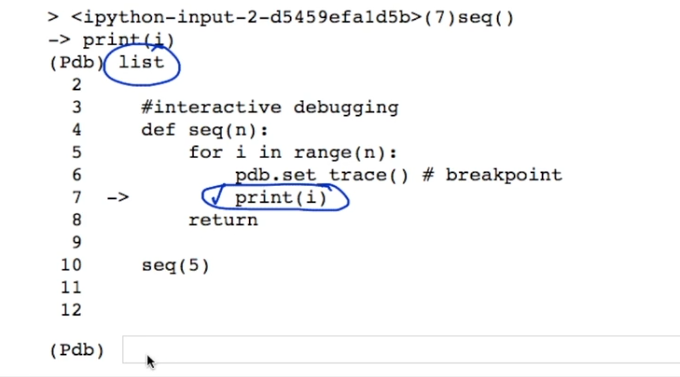 > <ipython-input-2-d5459efa1d5b>(7)seq()
-> print(i)
(Pdb) list
2
3 #interactive debugging
4 def seq(n):
5 for i in range(n):
6 pdb.set_trace() # breakpoint
7 -> print(i)
8 return
9
10 seq(5)
11
12
(Pdb)